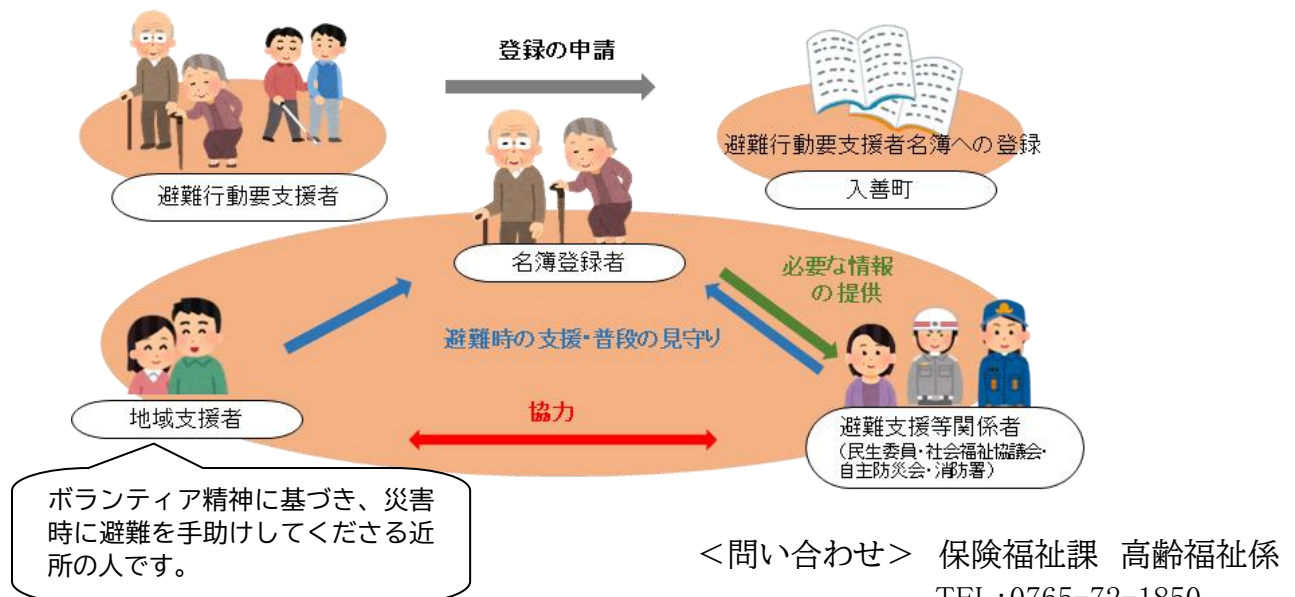 登録の申請
避難行動要支援者名簿への登録
避難行動要支援者
入善町
名簿登録者
必要な情報
の提供
避難時の支援・普段の見守り
地域支援者
協力
避難支援等関係者
（民生委員・社会福祉協議会・
自主防災会・消防署）
ボランティア精神に基づき、災害
時に避難を手助けしてくださる近
所の人です。
＜問い合わせ＞ 保険福祉課 高齢福祉係
TEL：0765-72-1850